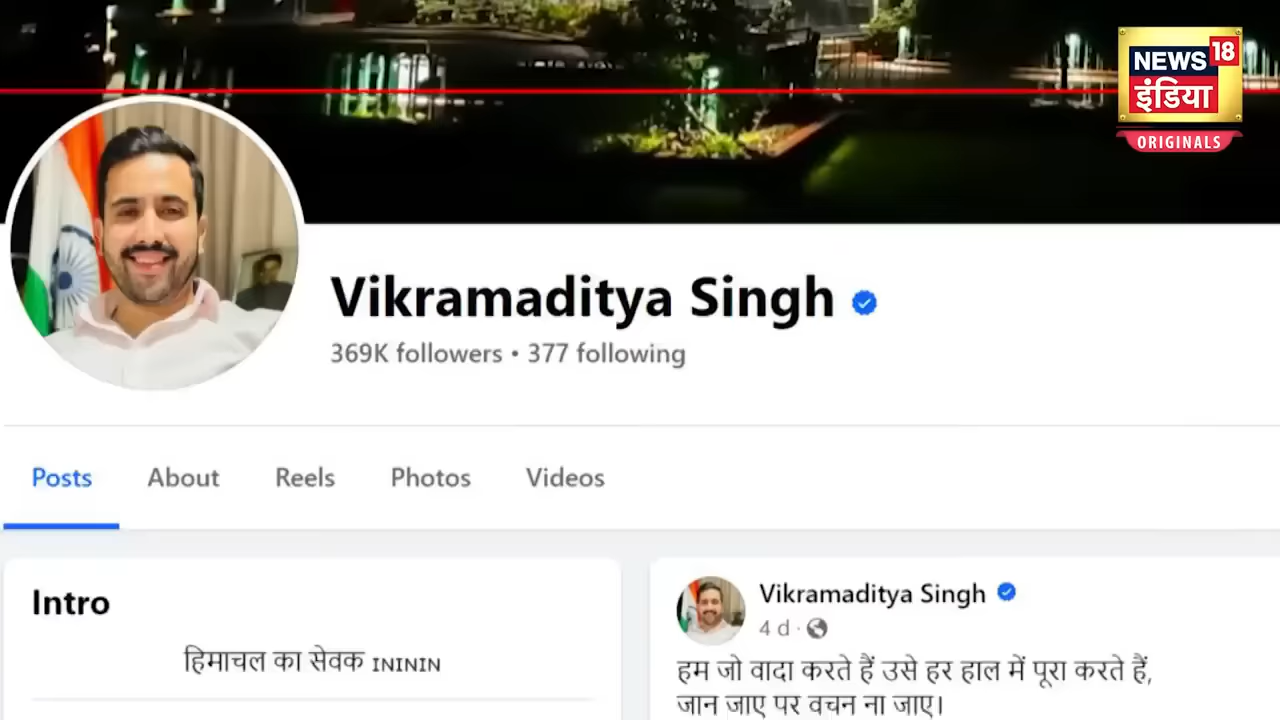 NEWS 18
इंडिया
ORIGINALS
Vikramaditya Singh
369K followers • 377 following
Posts About Reels Photos Videos
Intro
हिमाचल का सेवक ɪɴɪɴɪɴ
Vikramaditya Singh
4 d ·
हम जो वादा करते हैं उसे हर हाल में पूरा करते हैं,
जान जाए पर वचन ना जाए।